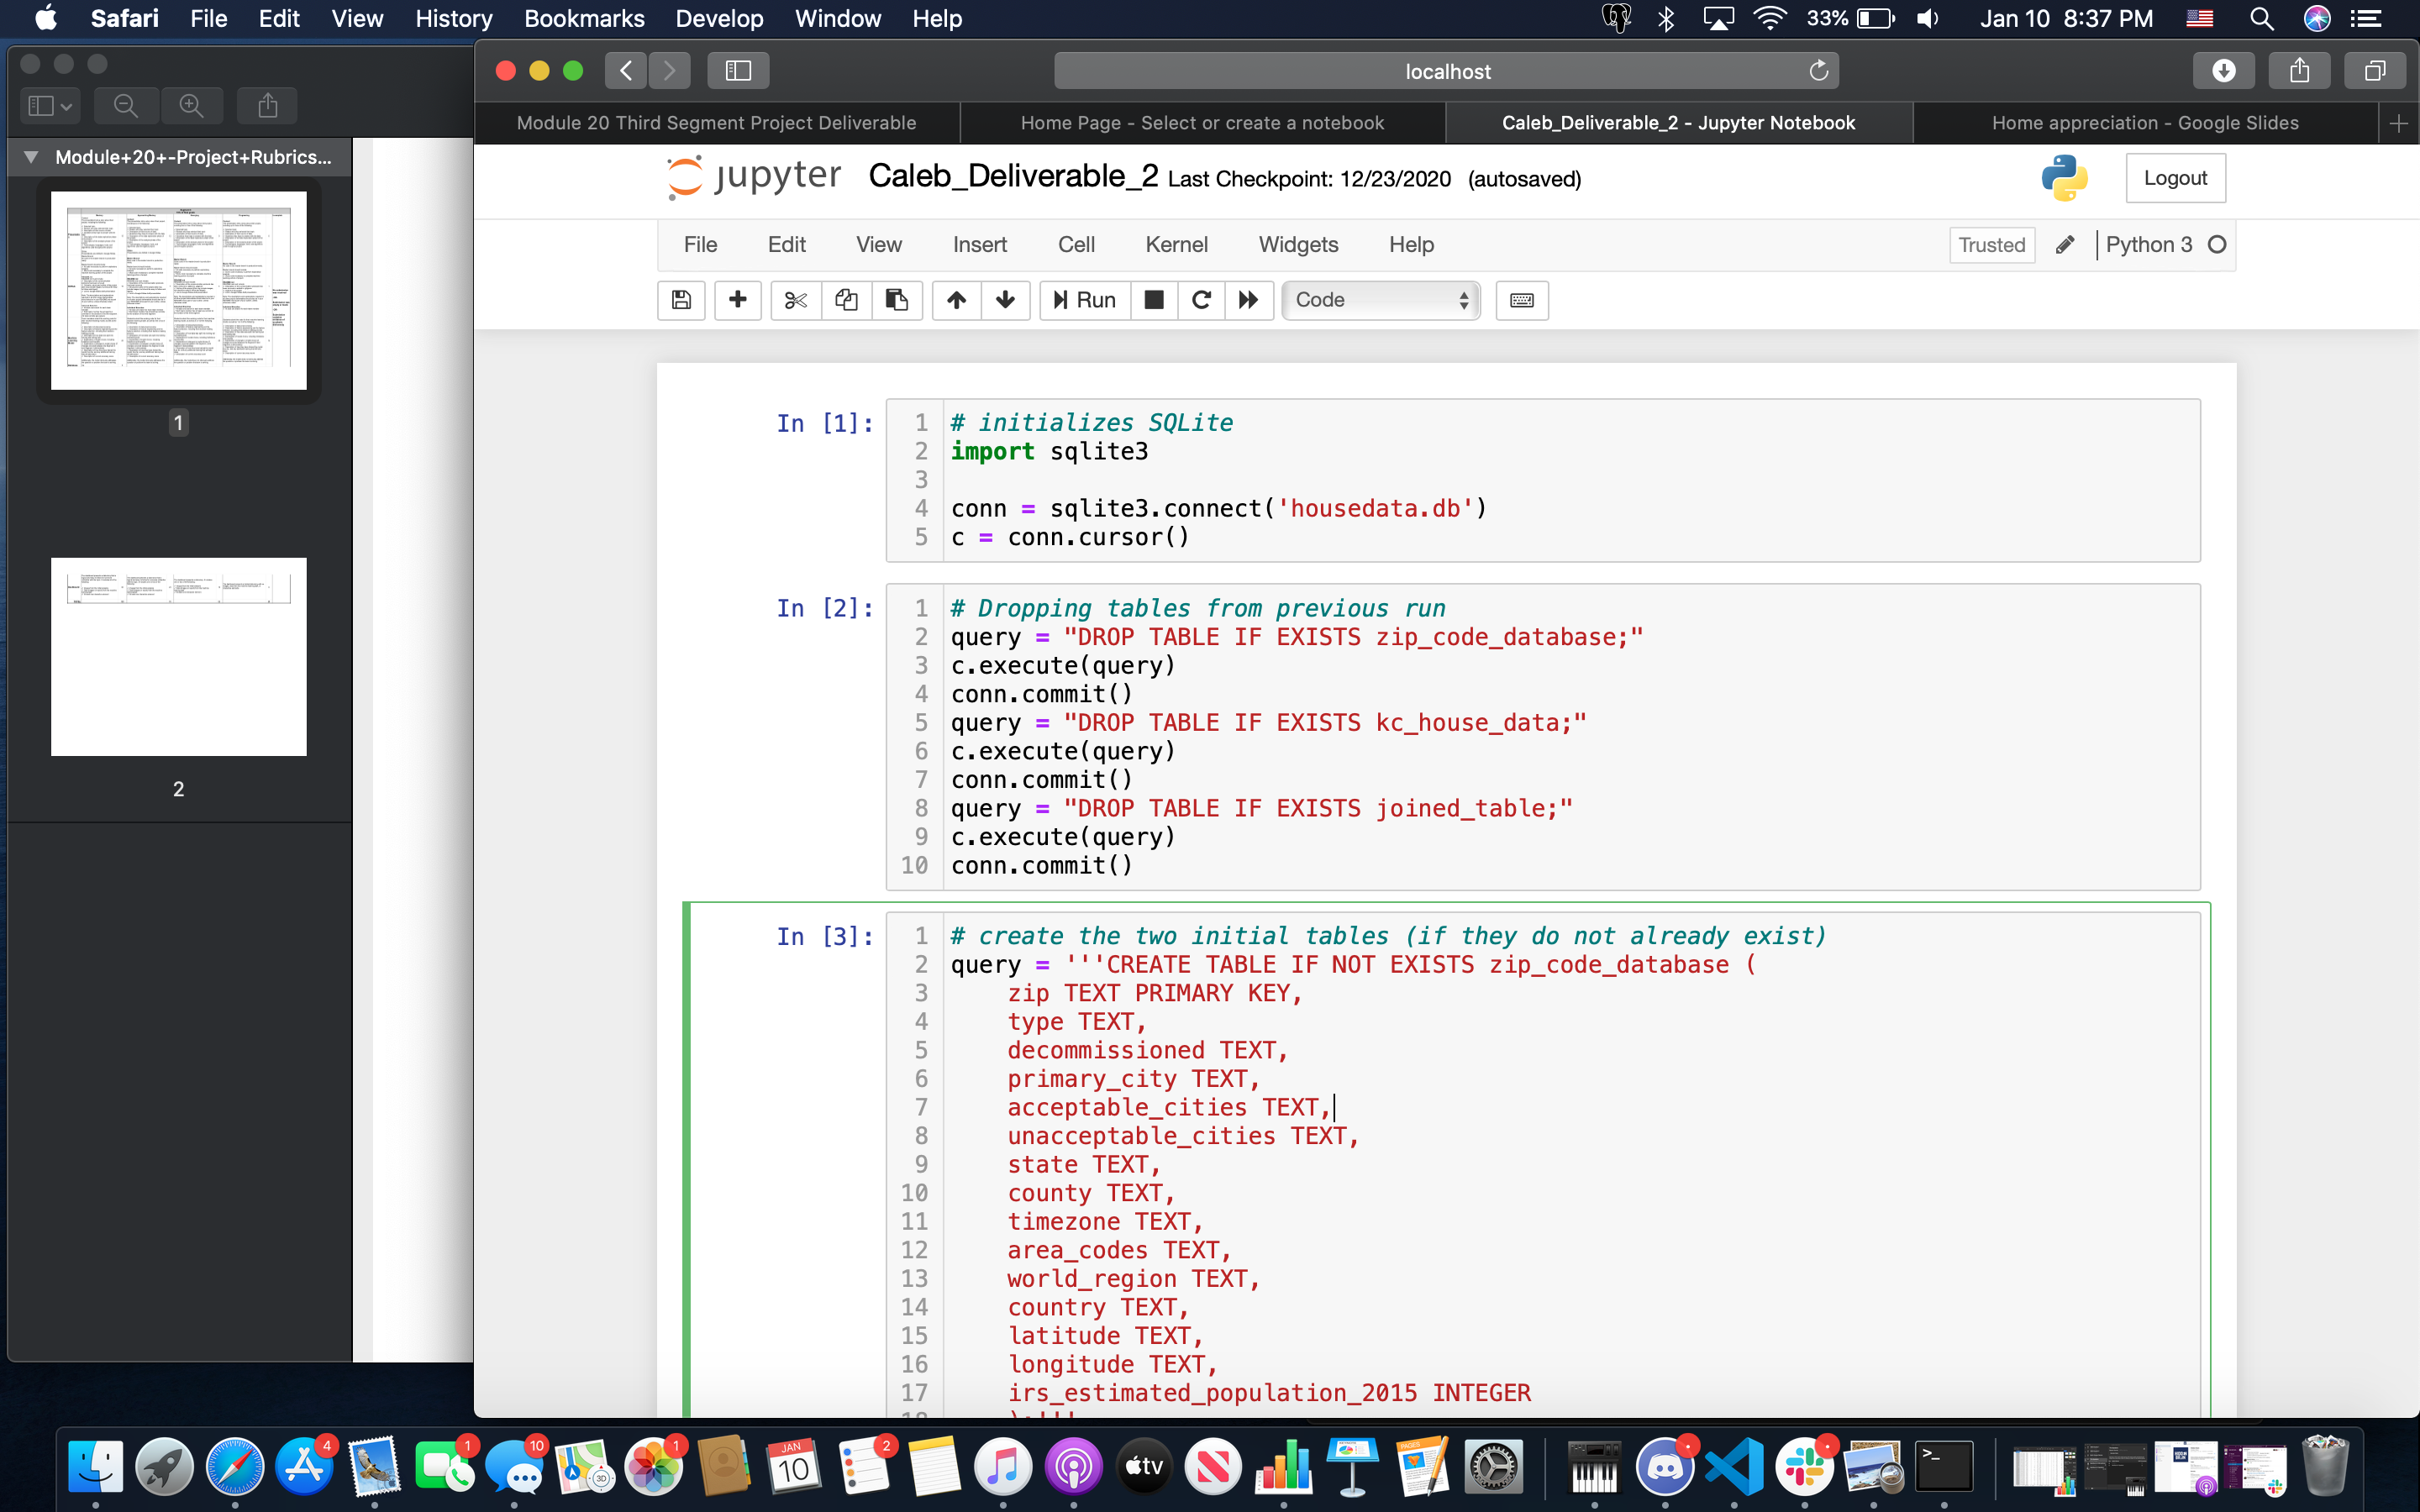 Safari File Edit View History Bookmarks Develop Window Help
33% Jan 10 8:37 PM
localhost
Module 20 Third Segment Project Deliverable
Home Page - Select or create a notebook
Caleb_Deliverable_2 - Jupyter Notebook
Home appreciation - Google Slides
Module+20+-Project+Rubrics...
1
2
jupyter Caleb_Deliverable_2 Last Checkpoint: 12/23/2020 (autosaved)
Logout
File Edit View Insert Cell Kernel Widgets Help
Trusted Python 3
Run Code
In [1]:
1 # initializes SQLite
2 import sqlite3
3
4 conn = sqlite3.connect('housedata.db')
5 c = conn.cursor()
In [2]:
1 # Dropping tables from previous run
2 query = "DROP TABLE IF EXISTS zip_code_database;"
3 c.execute(query)
4 conn.commit()
5 query = "DROP TABLE IF EXISTS kc_house_data;"
6 c.execute(query)
7 conn.commit()
8 query = "DROP TABLE IF EXISTS joined_table;"
9 c.execute(query)
10 conn.commit()
In [3]:
1 # create the two initial tables (if they do not already exist)
2 query = '''CREATE TABLE IF NOT EXISTS zip_code_database (
3 zip TEXT PRIMARY KEY,
4 type TEXT,
5 decommissioned TEXT,
6 primary_city TEXT,
7 acceptable_cities TEXT,
8 unacceptable_cities TEXT,
9 state TEXT,
10 county TEXT,
11 timezone TEXT,
12 area_codes TEXT,
13 world_region TEXT,
14 country TEXT,
15 latitude TEXT,
16 longitude TEXT,
17 irs_estimated_population_2015 INTEGER
4
1
10
3D
1
JAN
10
2
tv
PAGES
>_